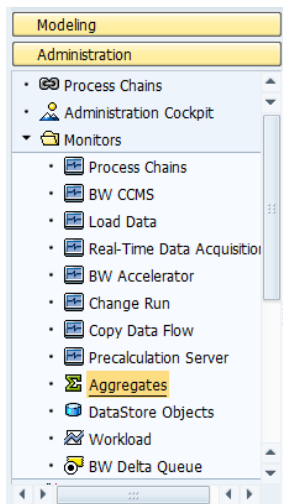 Modeling
Administration
Process Chains
Administration Cockpit
Monitors
Process Chains
BW CCMS
Load Data
Real-Time Data Acquisition
BW Accelerator
Change Run
Copy Data Flow
Precalculation Server
Aggregates
DataStore Objects
Workload
BW Delta Queue